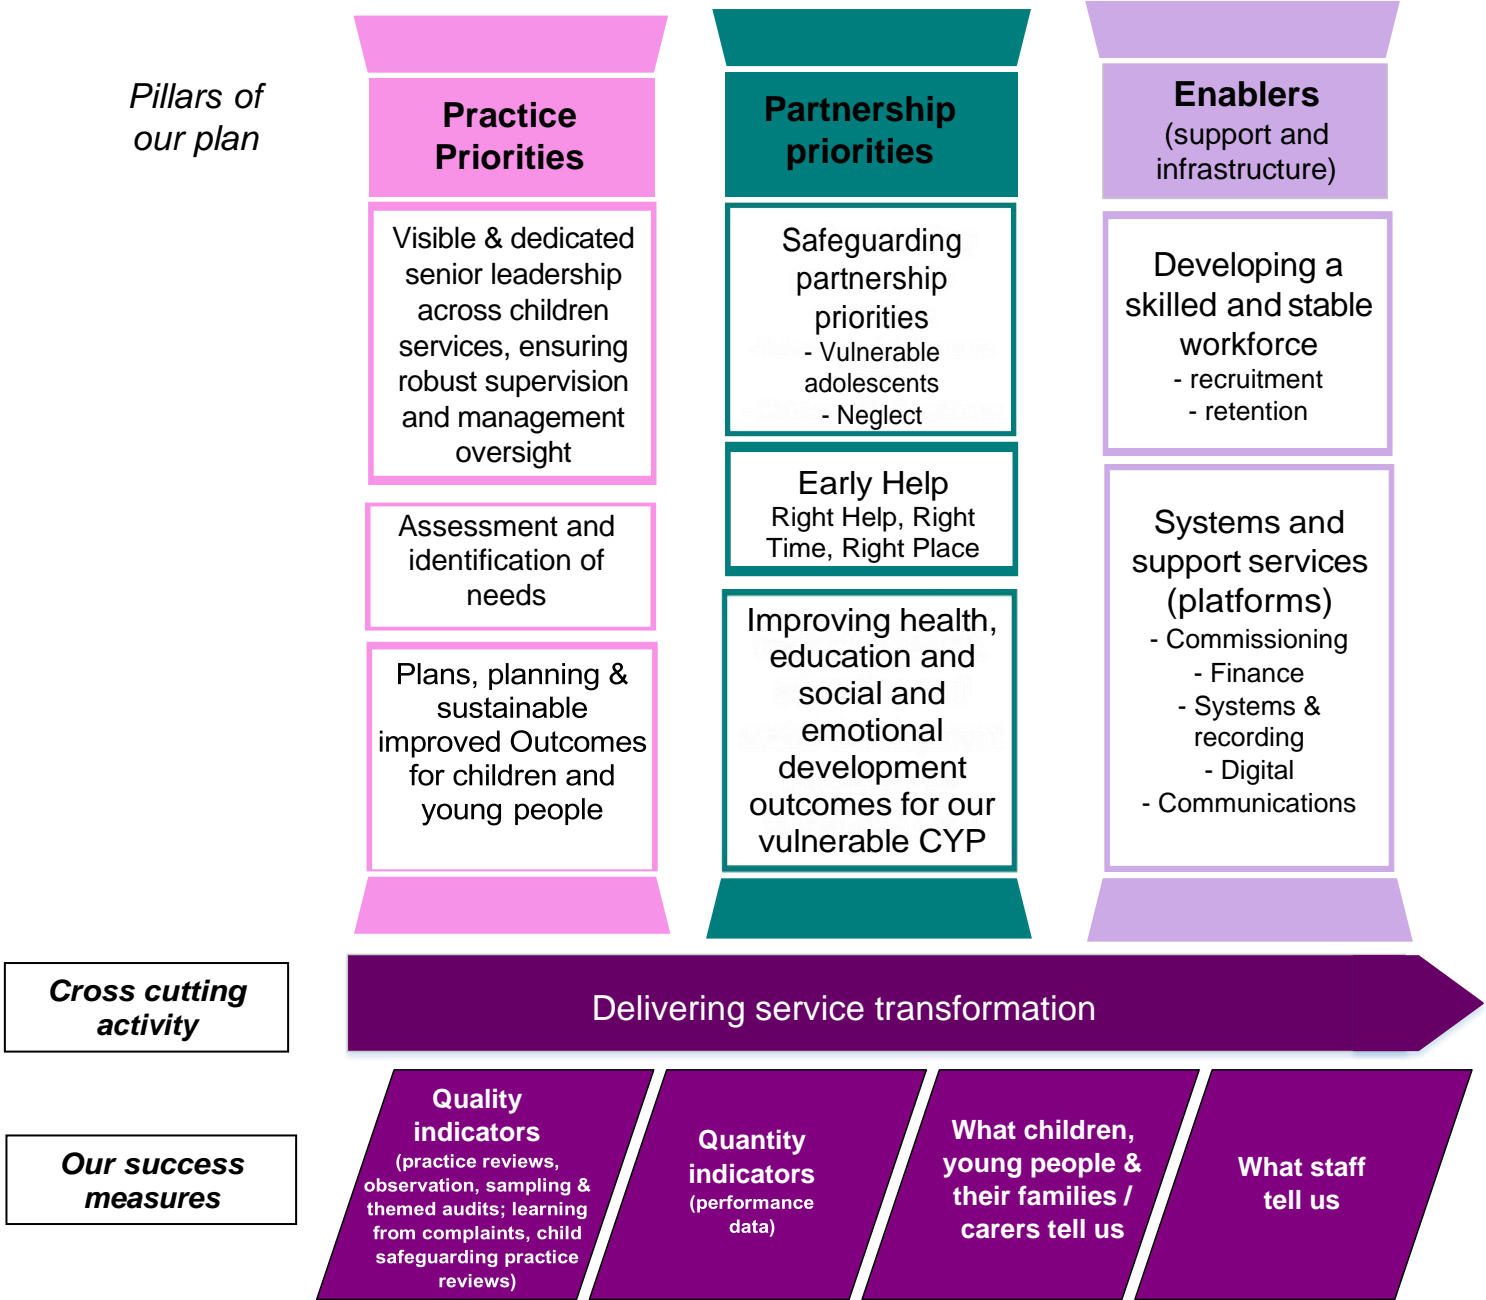 Pillars of
our plan
Practice
Priorities
Visible & dedicated
senior leadership
across children
services, ensuring
robust supervision
and management
oversight
Assessment and
identification of
needs
Plans, planning &
sustainable
improved Outcomes
for children and
young people
Partnership
priorities
Safeguarding
partnership
priorities
- Vulnerable
adolescents
- Neglect
Early Help
Right Help, Right
Time, Right Place
Improving health,
education and
social and
emotional
development
outcomes for our
vulnerable CYP
Enablers
(support and
infrastructure)
Developing a
skilled and stable
workforce
- recruitment
- retention
Systems and
support services
(platforms)
- Commissioning
- Finance
- Systems &
recording
- Digital
- Communications
Cross cutting
activity
Delivering service transformation
Our success
measures
Quality
indicators
(practice reviews,
observation, sampling &
themed audits; learning
from complaints, child
safeguarding practice
reviews)
Quantity
indicators
(performance
data)
What children,
young people &
their families /
carers tell us
What staff
tell us